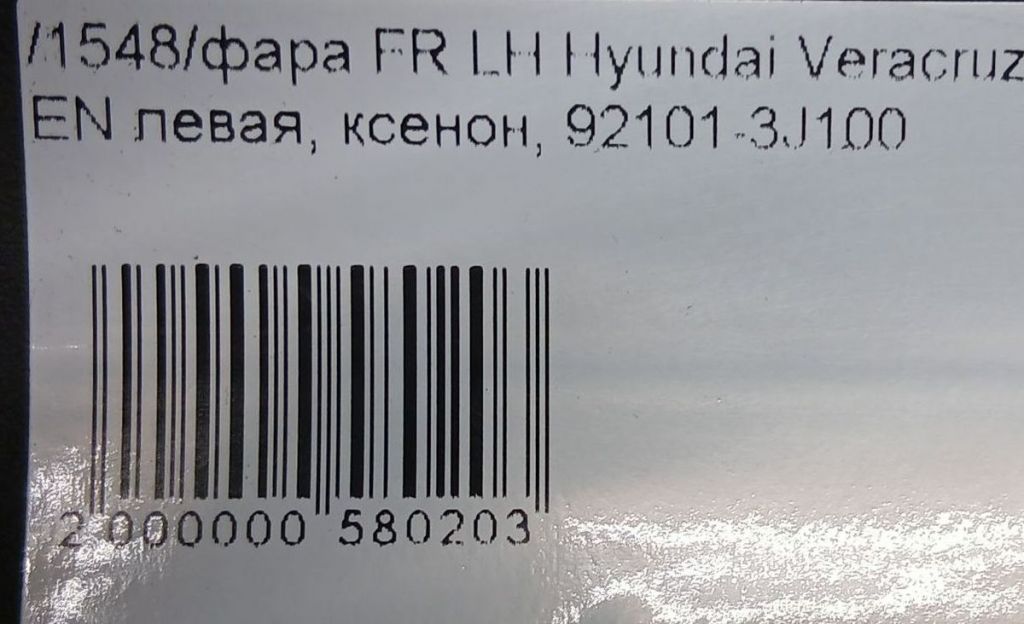 /1548/фара FR LH Hyundai Veracruz
EN левая, ксенон, 92101-3J100
2 000000 580203